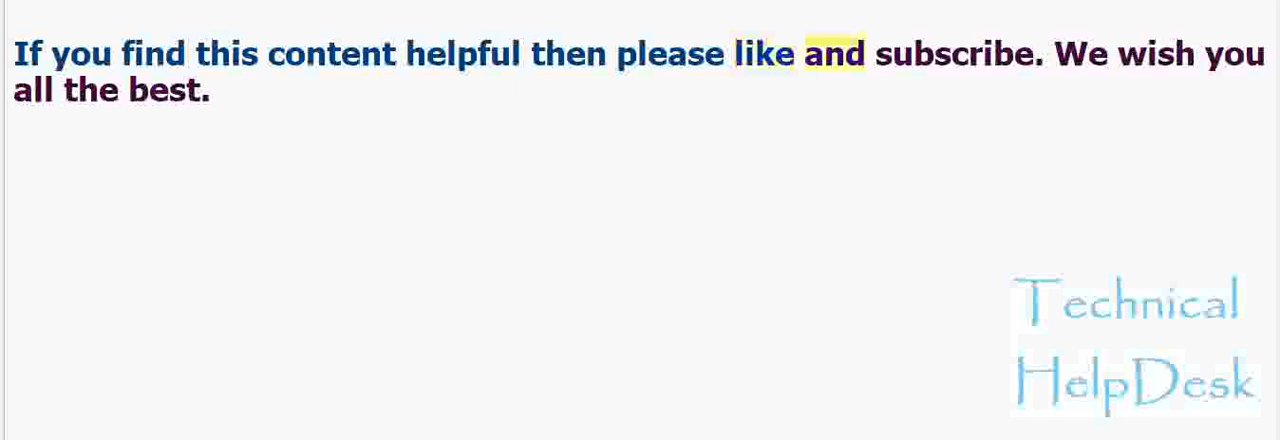 If you find this content helpful then please like and subscribe. We wish you
all the best.
Technical
HelpDesk